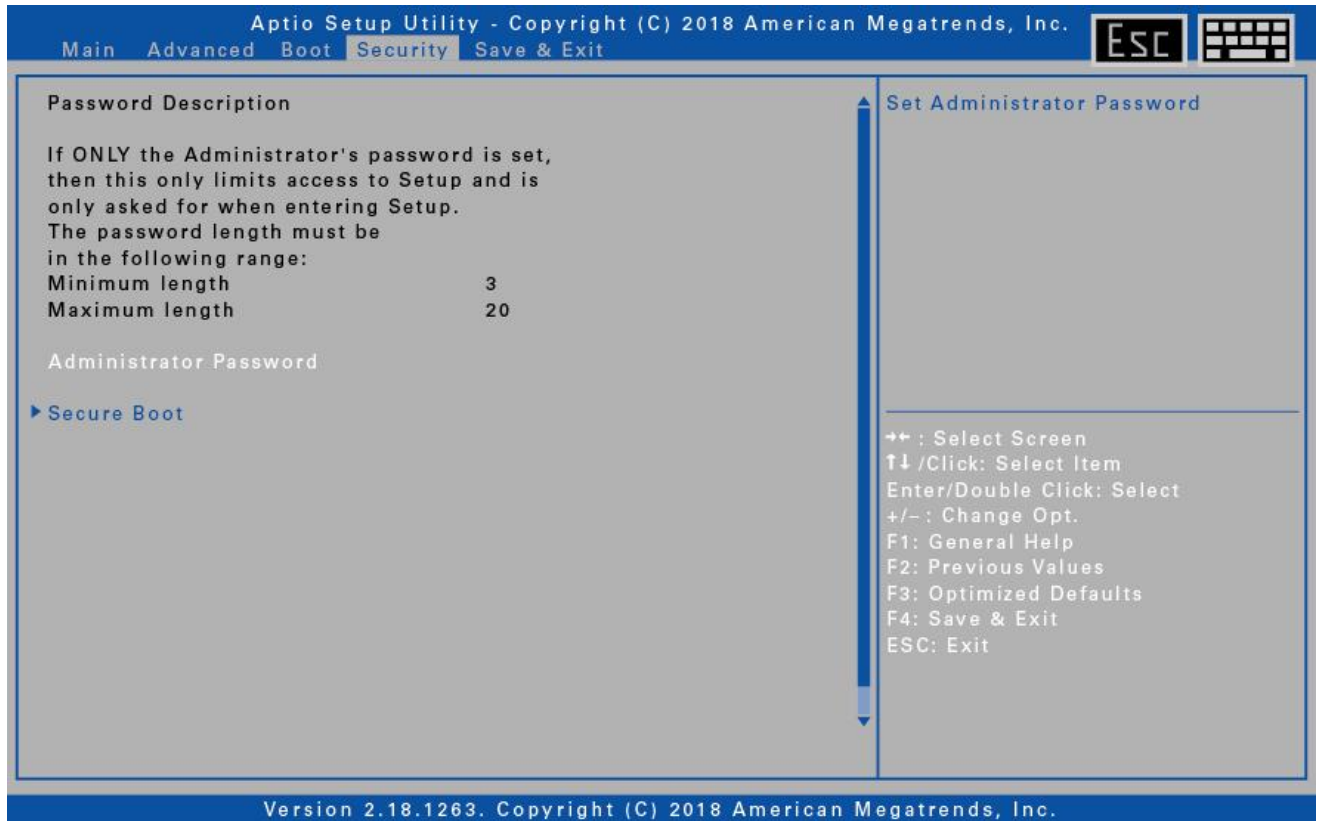 Aptio Setup Utility - Copyright (C) 2018 American Megatrends, Inc.
Esc
Main Advanced Boot Security Save & Exit
Password Description
If ONLY the Administrator's password is set,
then this only limits access to Setup and is
only asked for when entering Setup.
The password length must be
in the following range:
Minimum length 3
Maximum length 20
Administrator Password
Secure Boot
Set Administrator Password
→← : Select Screen
↑↓ /Click: Select Item
Enter/Double Click: Select
+/– : Change Opt.
F1: General Help
F2: Previous Values
F3: Optimized Defaults
F4: Save & Exit
ESC: Exit
Version 2.18.1263. Copyright (C) 2018 American Megatrends, Inc.